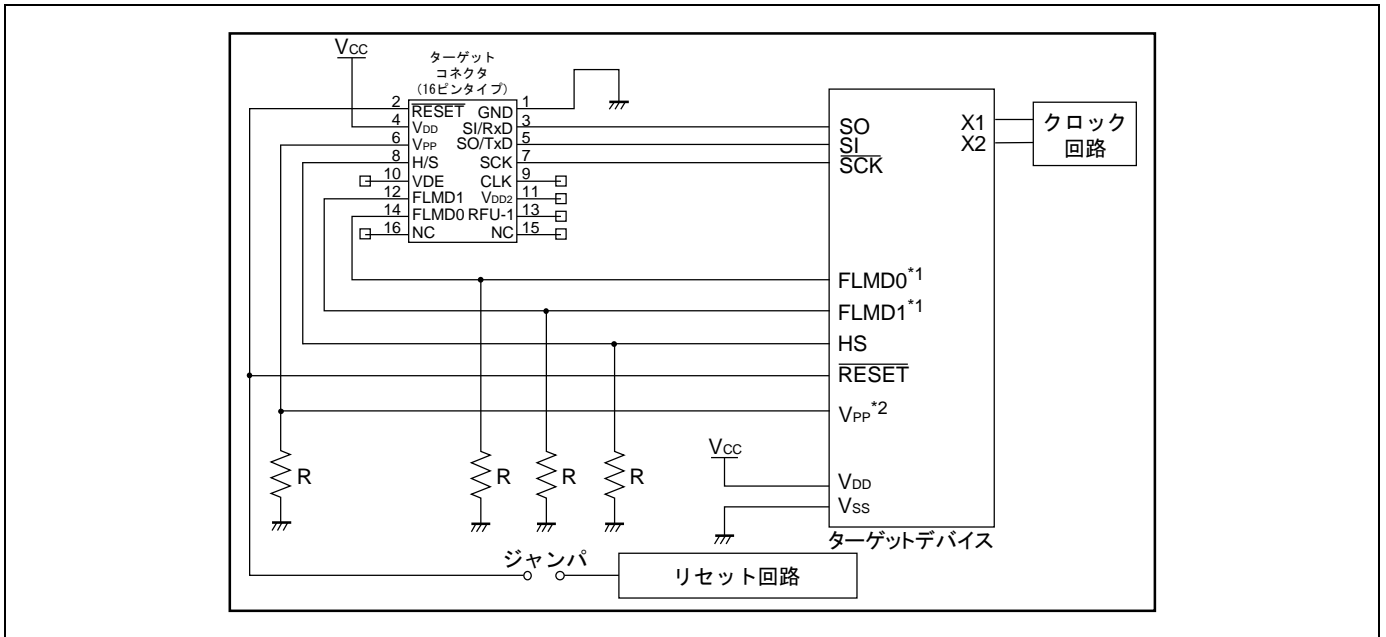 VCC
ターゲット
コネクタ
(16ピンタイプ)
2 RESET GND 1
4 VDD SI/RxD 3
6 VPP SO/TxD 5
8 H/S SCK 7
10 VDE CLK 9
12 FLMD1 VDD2 11
14 FLMD0 RFU-1 13
16 NC NC 15
SO
SI
SCK
X1
X2
クロック
回路
FLMD0*1
FLMD1*1
HS
RESET
VPP*2
VCC
VDD
VSS
R
R
R
R
ターゲットデバイス
ジャンパ
リセット回路